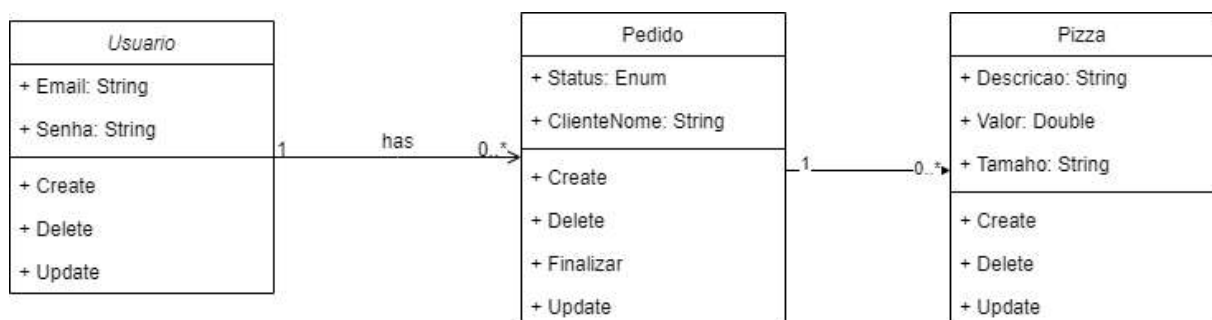 Usuario
+ Email: String
+ Senha: String
+ Create
+ Delete
+ Update
1
has
0..*
Pedido
+ Status: Enum
+ ClienteNome: String
+ Create
+ Delete
+ Finalizar
+ Update
1
0..*
Pizza
+ Descricao: String
+ Valor: Double
+ Tamaho: String
+ Create
+ Delete
+ Update